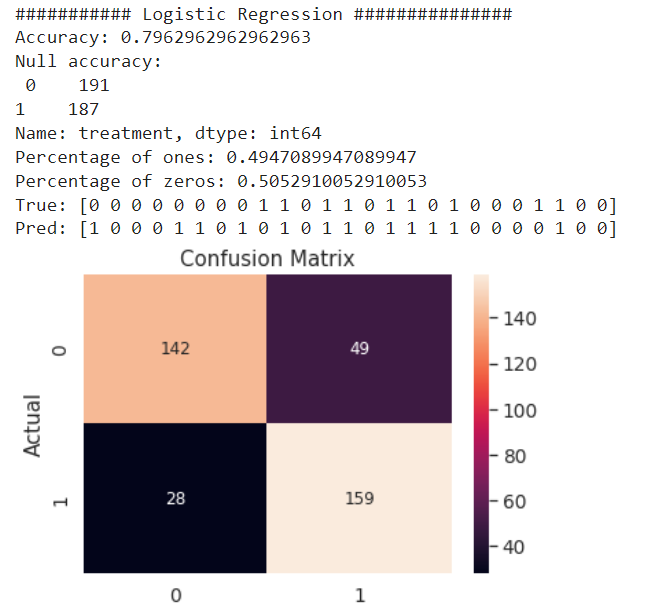 ########### Logistic Regression ###############
Accuracy: 0.7962962962962963
Null accuracy:
 0    191
1    187
Name: treatment, dtype: int64
Percentage of ones: 0.4947089947089947
Percentage of zeros: 0.5052910052910053
True: [0 0 0 0 0 0 0 0 1 1 0 1 1 0 1 1 0 1 0 0 0 1 1 0 0]
Pred: [1 0 0 0 1 1 0 1 0 1 0 1 1 0 1 1 1 1 0 0 0 0 1 0 0]
Confusion Matrix
0 142 49
140
120
100
80
60
40
Actual
1 28 159
0 1